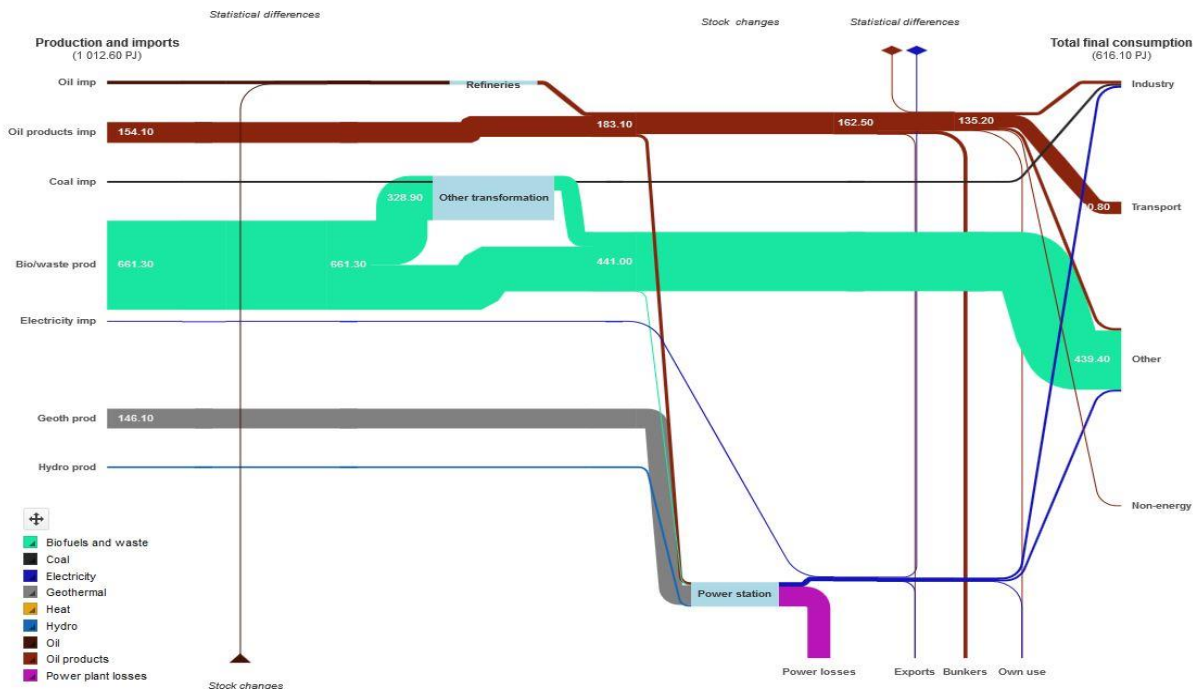 Statistical differences
Stock changes
Statistical differences
Production and imports
(1 012.60 PJ)
Total final consumption
(616.10 PJ)
Oil imp
Refineries
Industry
Oil products imp
154.10
183.10
162.50
135.20
Coal imp
328.90
Other transformation
0.80
Transport
Bio/waste prod
661.30
661.30
441.00
Electricity imp
439.40
Other
Geoth prod
146.10
Hydro prod
Non-energy
Biofuels and waste
Coal
Electricity
Geothermal
Heat
Hydro
Oil
Oil products
Power plant losses
Power station
Power losses
Exports
Bunkers
Own use
Stock changes